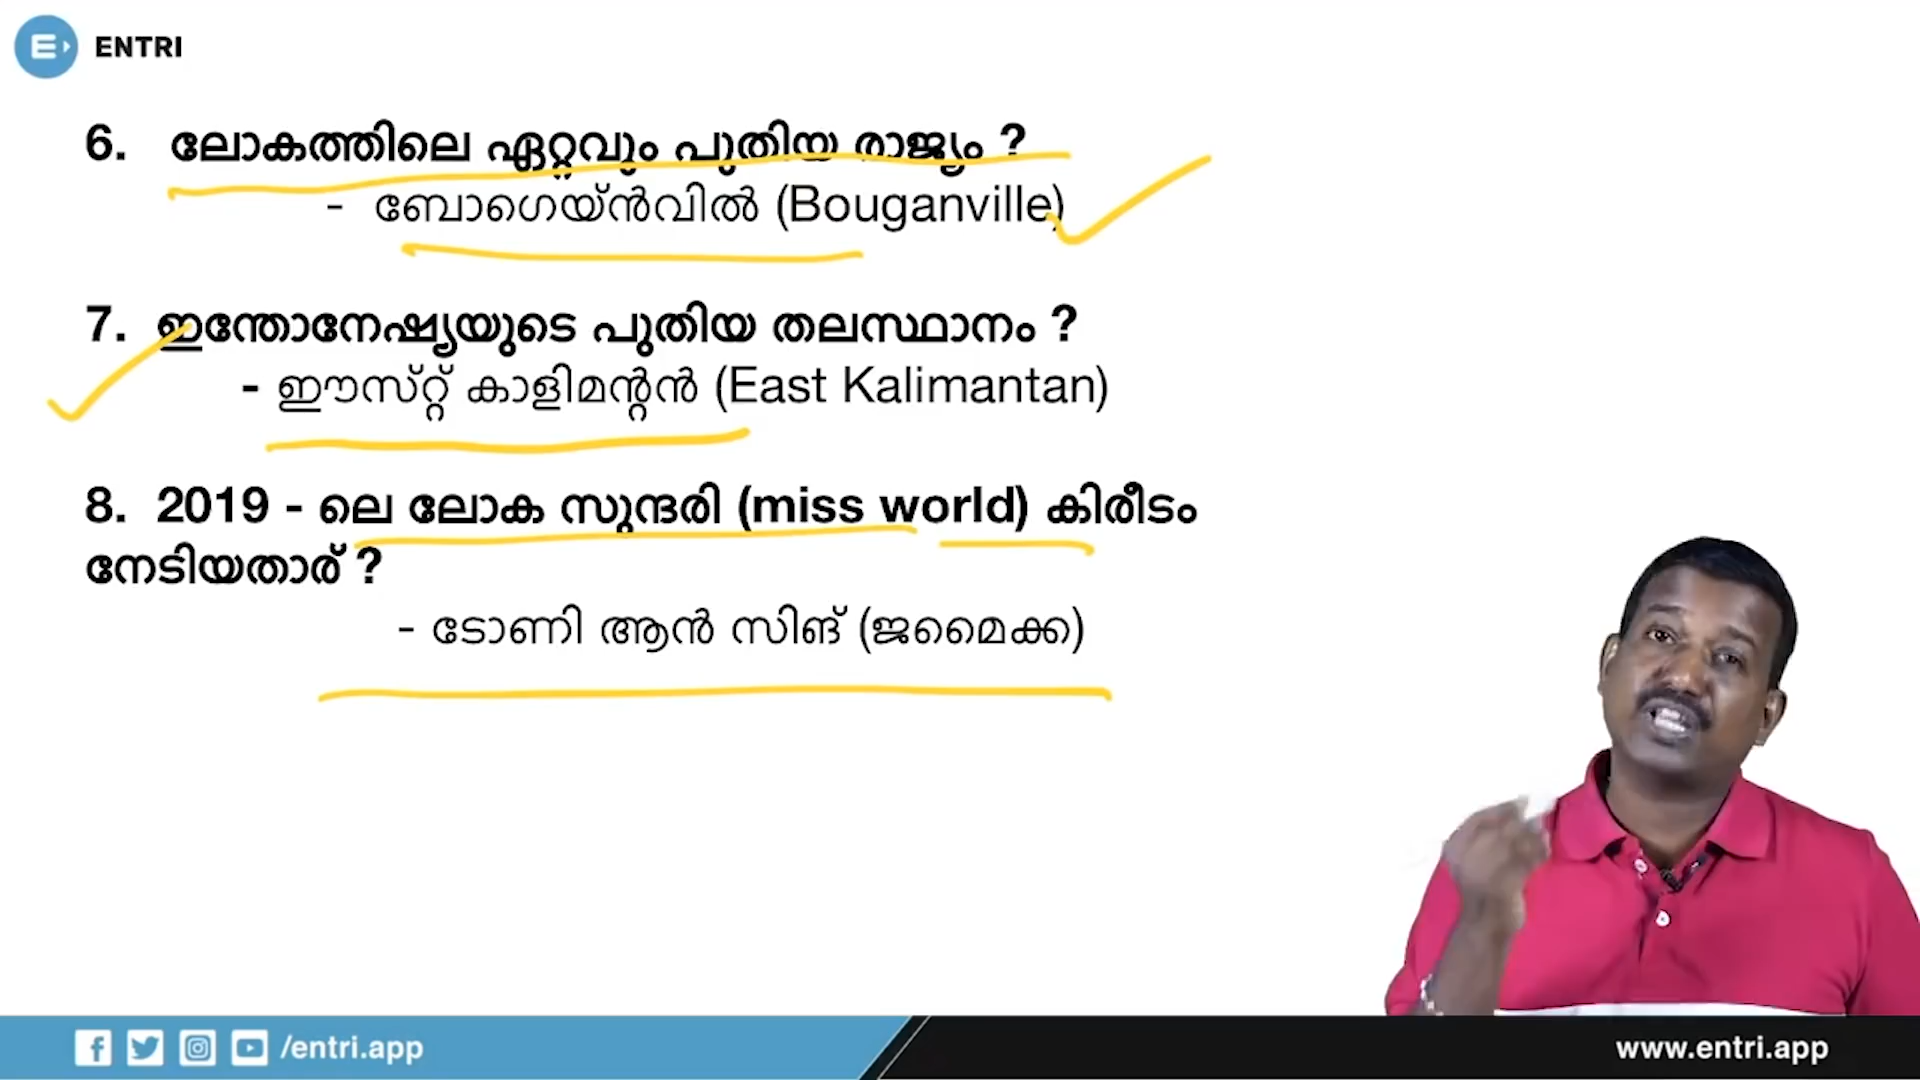 ENTRI
6. ലോകത്തിലെ ഏറ്റവും പുതിയ രാജ്യം ?
- ബോഗെയ്ൻവിൽ (Bouganville)
7. ഇന്തോനേഷ്യയുടെ പുതിയ തലസ്ഥാനം ?
- ഈസ്റ്റ് കാളിമന്റൻ (East Kalimantan)
8. 2019 - ലെ ലോക സുന്ദരി (miss world) കിരീടം
നേടിയതാര് ?
- ടോണി ആൻ സിങ് (ജമൈക്ക)
/entri.app
www.entri.app